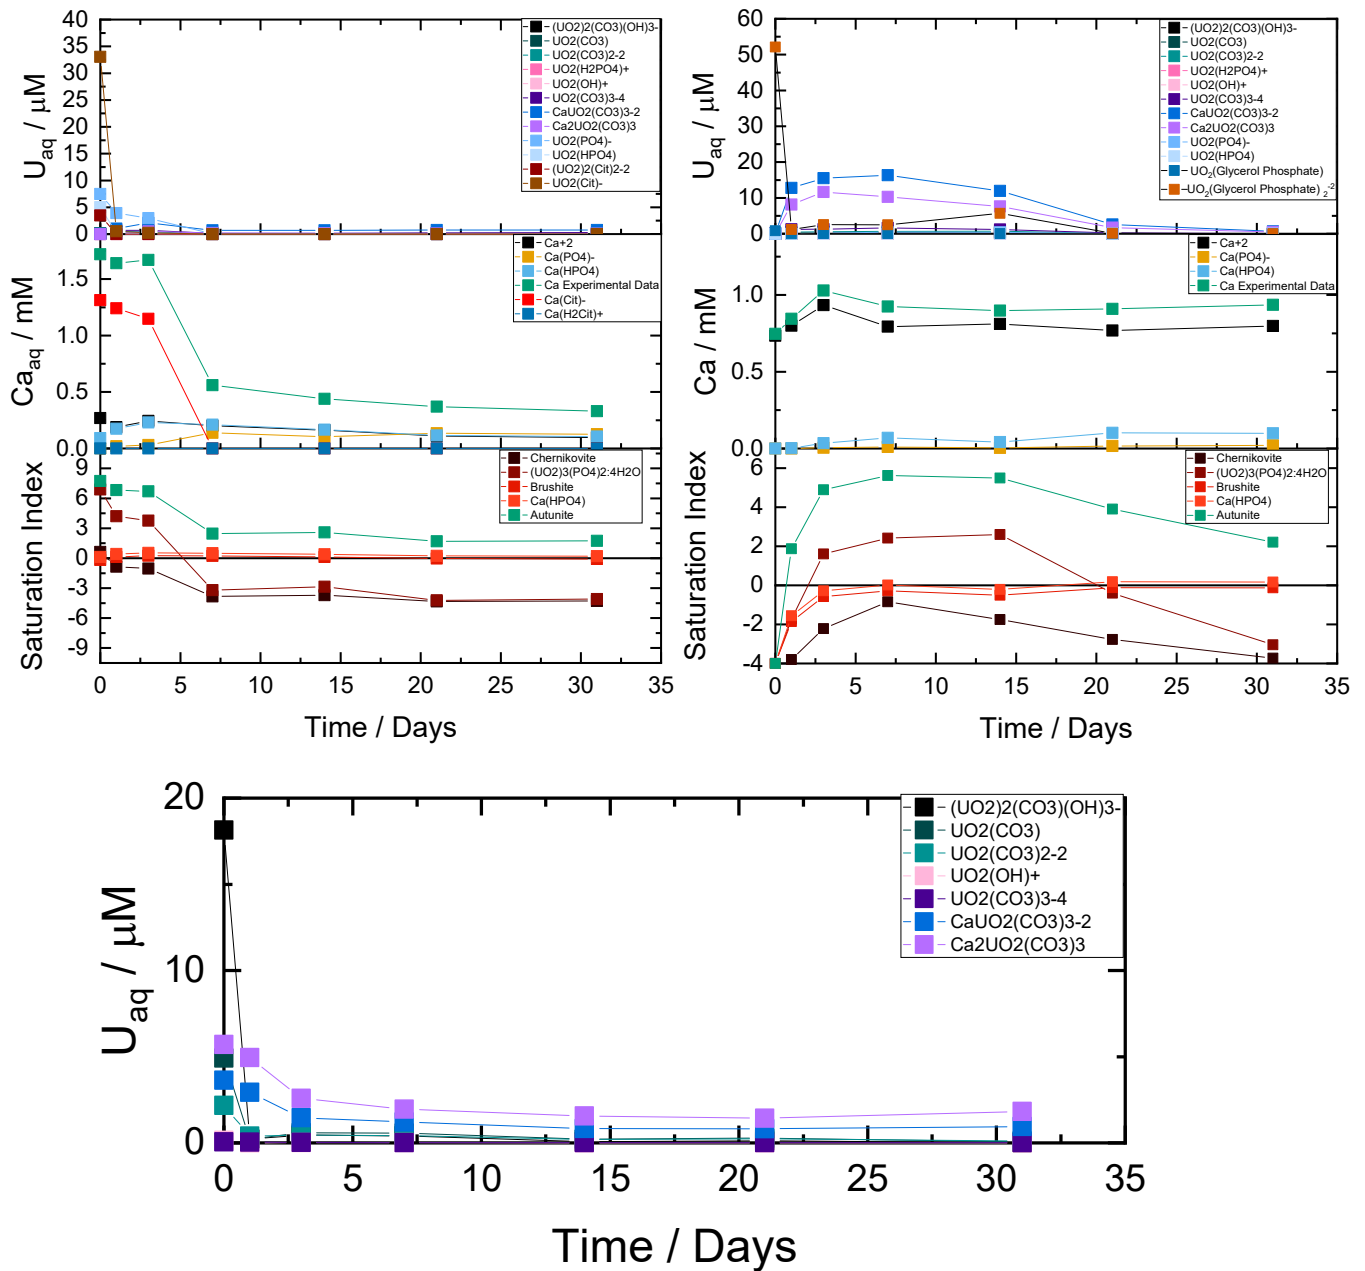 40
35
30
25
20
15
10
5
0
U_aq / μM
(UO2)2(CO3)(OH)3-
UO2(CO3)
UO2(CO3)2-2
UO2(H2PO4)+
UO2(OH)+
UO2(CO3)3-4
CaUO2(CO3)3-2
Ca2UO2(CO3)3
UO2(PO4)-
UO2(HPO4)
(UO2)2(Cit)2-2
UO2(Cit)-
1.5
1.0
0.5
0.0
Ca_aq / mM
Ca+2
Ca(PO4)-
Ca(HPO4)
Ca Experimental Data
Ca(Cit)-
Ca(H2Cit)+
9
6
3
0
-3
-6
-9
Saturation Index
Chernikovite
(UO2)3(PO4)2:4H2O
Brushite
Ca(HPO4)
Autunite
0 5 10 15 20 25 30 35
Time / Days
60
50
40
30
20
10
0
U_aq / μM
(UO2)2(CO3)(OH)3-
UO2(CO3)
UO2(CO3)2-2
UO2(H2PO4)+
UO2(OH)+
UO2(CO3)3-4
CaUO2(CO3)3-2
Ca2UO2(CO3)3
UO2(PO4)-
UO2(HPO4)
UO₂(Glycerol Phosphate)
UO₂(Glycerol Phosphate) ₂⁻²
1.0
0.0
Ca / mM
Ca+2
Ca(PO4)-
Ca(HPO4)
Ca Experimental Data
6
4
2
0
-2
-4
Saturation Index
Chernikovite
(UO2)3(PO4)2:4H2O
Brushite
Ca(HPO4)
Autunite
0 5 10 15 20 25 30 35
Time / Days
20
10
0
U_aq / μM
(UO2)2(CO3)(OH)3-
UO2(CO3)
UO2(CO3)2-2
UO2(OH)+
UO2(CO3)3-4
CaUO2(CO3)3-2
Ca2UO2(CO3)3
0 5 10 15 20 25 30 35
Time / Days